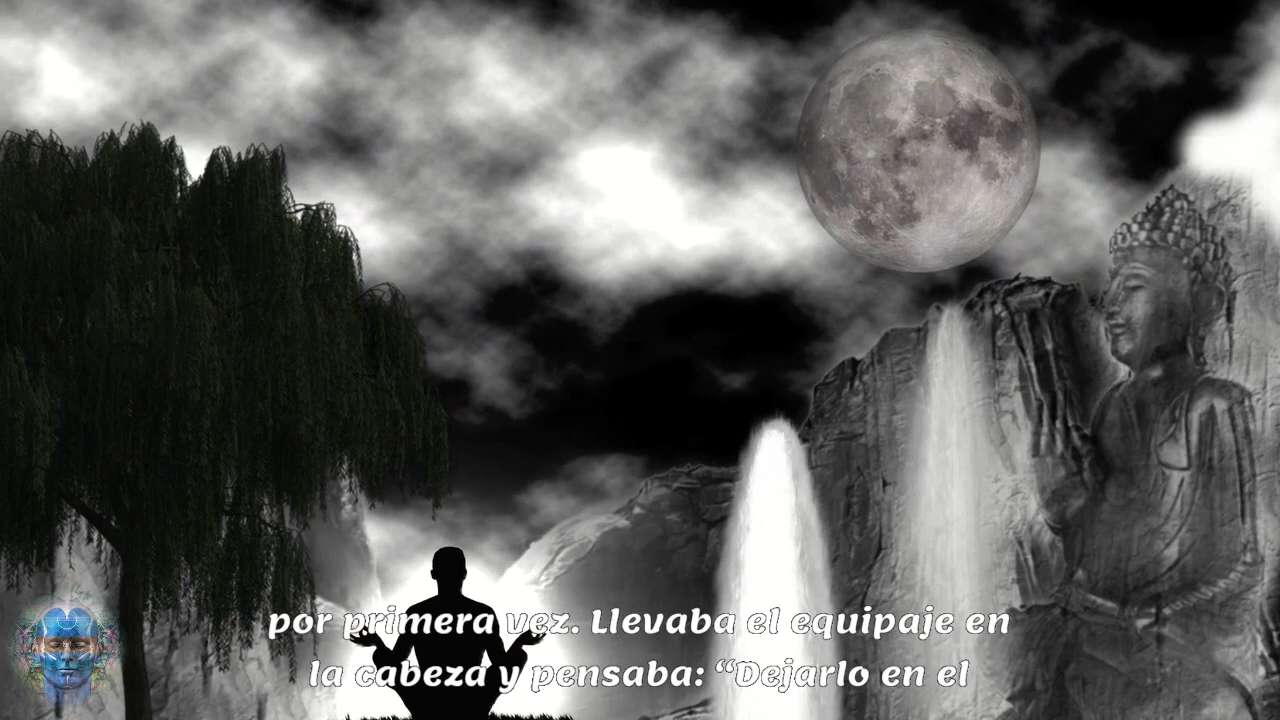 por primera vez. Llevaba el equipaje en
la cabeza y pensaba: “Dejarlo en el